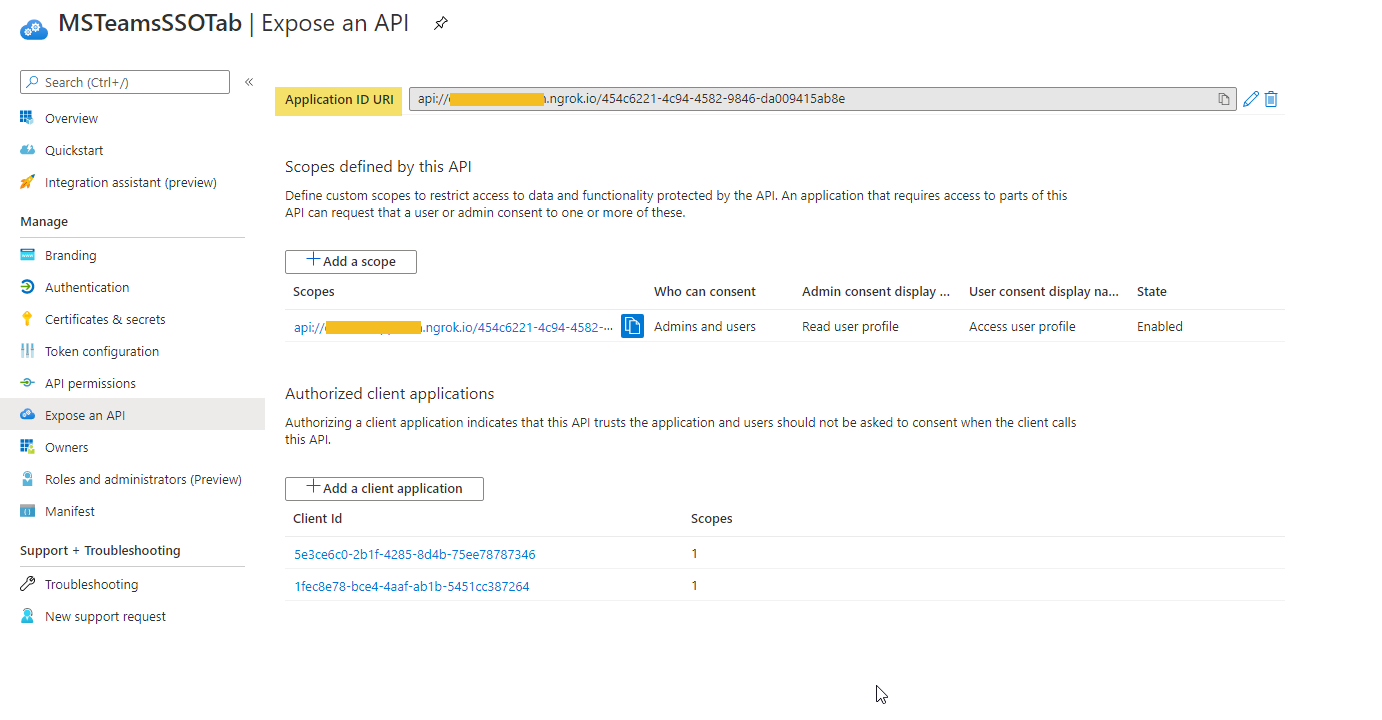 MSTeamsSSOTab | Expose an API
Search (Ctrl+/)
«
Overview
Quickstart
Integration assistant (preview)
Manage
Branding
Authentication
Certificates & secrets
Token configuration
API permissions
Expose an API
Owners
Roles and administrators (Preview)
Manifest
Support + Troubleshooting
Troubleshooting
New support request
Application ID URI
api:// .ngrok.io/454c6221-4c94-4582-9846-da009415ab8e
Scopes defined by this API
Define custom scopes to restrict access to data and functionality protected by the API. An application that requires access to parts of this
API can request that a user or admin consent to one or more of these.
Add a scope
Scopes Who can consent Admin consent display ... User consent display na... State
api:// .ngrok.io/454c6221-4c94-4582-... Admins and users Read user profile Access user profile Enabled
Authorized client applications
Authorizing a client application indicates that this API trusts the application and users should not be asked to consent when the client calls
this API.
Add a client application
Client Id Scopes
5e3ce6c0-2b1f-4285-8d4b-75ee78787346 1
1fec8e78-bce4-4aaf-ab1b-5451cc387264 1